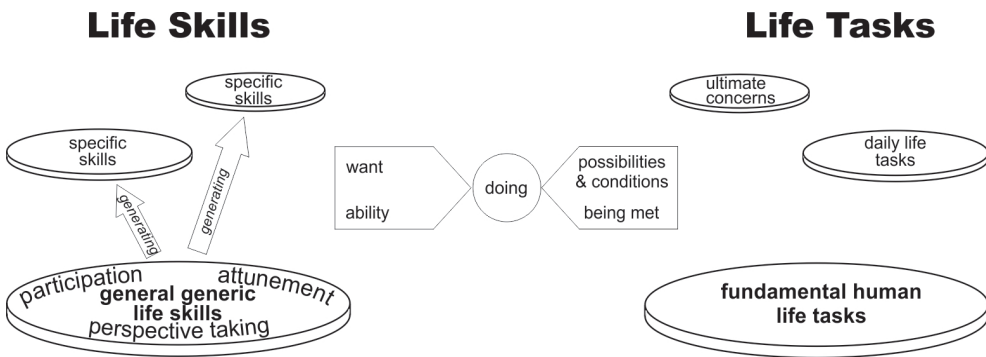 Life Skills
Life Tasks
specific
skills
ultimate
concerns
specific
skills
daily life
tasks
want
ability
doing
possibilities
& conditions
being met
generating
generating
participation
attunement
general generic
life skills
perspective taking
fundamental human
life tasks